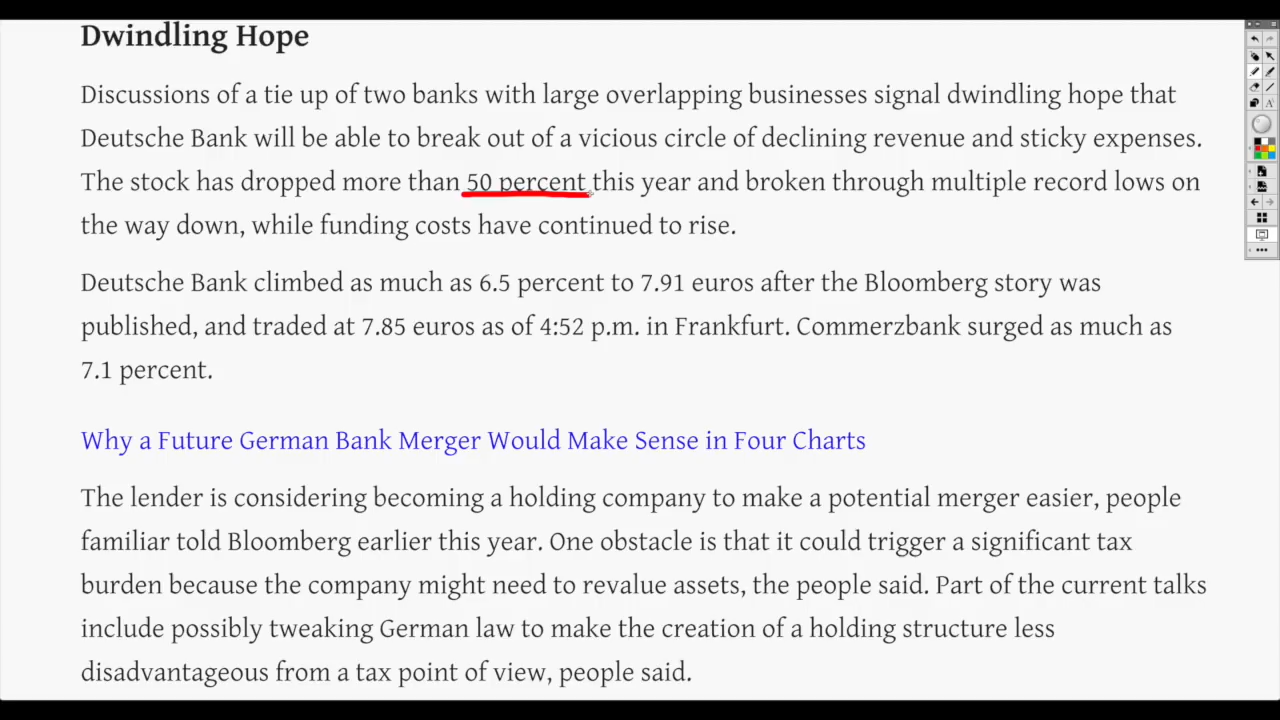 Dwindling Hope
Discussions of a tie up of two banks with large overlapping businesses signal dwindling hope that
Deutsche Bank will be able to break out of a vicious circle of declining revenue and sticky expenses.
The stock has dropped more than 50 percent this year and broken through multiple record lows on
the way down, while funding costs have continued to rise.
Deutsche Bank climbed as much as 6.5 percent to 7.91 euros after the Bloomberg story was
published, and traded at 7.85 euros as of 4:52 p.m. in Frankfurt. Commerzbank surged as much as
7.1 percent.
Why a Future German Bank Merger Would Make Sense in Four Charts
The lender is considering becoming a holding company to make a potential merger easier, people
familiar told Bloomberg earlier this year. One obstacle is that it could trigger a significant tax
burden because the company might need to revalue assets, the people said. Part of the current talks
include possibly tweaking German law to make the creation of a holding structure less
disadvantageous from a tax point of view, people said.